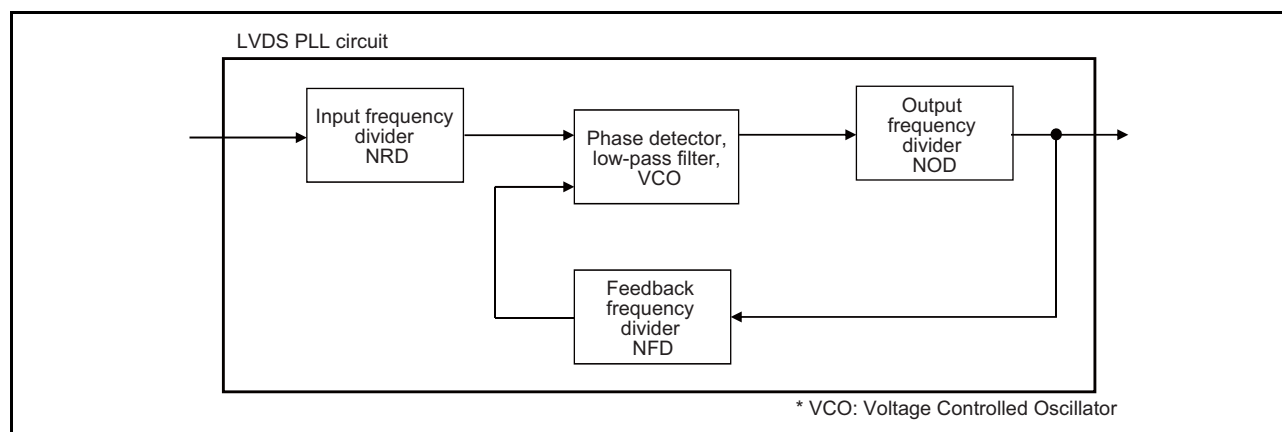 LVDS PLL circuit
Input frequency
divider
NRD
Phase detector,
low-pass filter,
VCO
Output
frequency
divider
NOD
Feedback
frequency
divider
NFD
* VCO: Voltage Controlled Oscillator